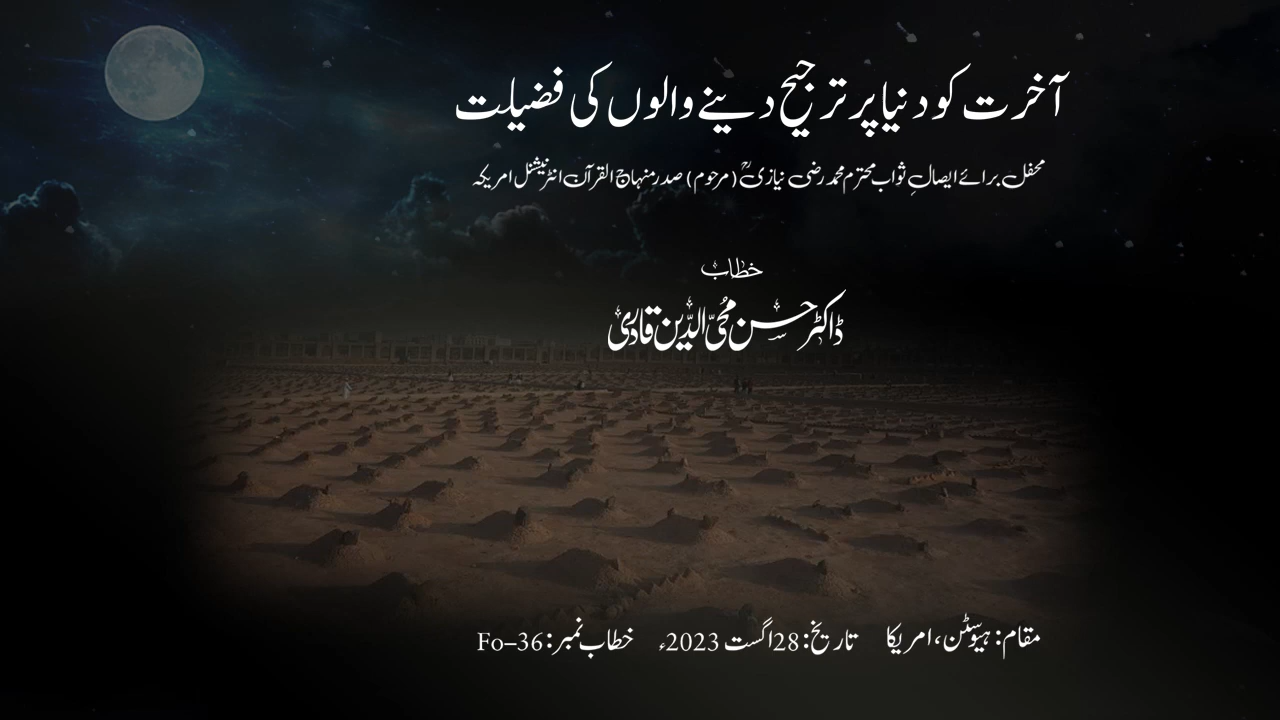 آخرت کو دنیا پر ترجیح دینے والوں کی فضیلت
محفل برائے ایصالِ ثواب محترم محمد رضی نیازیؒ (مرحوم) صدر منہاج القرآن انٹرنیشنل امریکہ
خطاب
ڈاکٹر حسن محی الدین قادری
مقام: ہیوسٹن، امریکا تاریخ: 28 اگست 2023ء خطاب نمبر: Fo-36